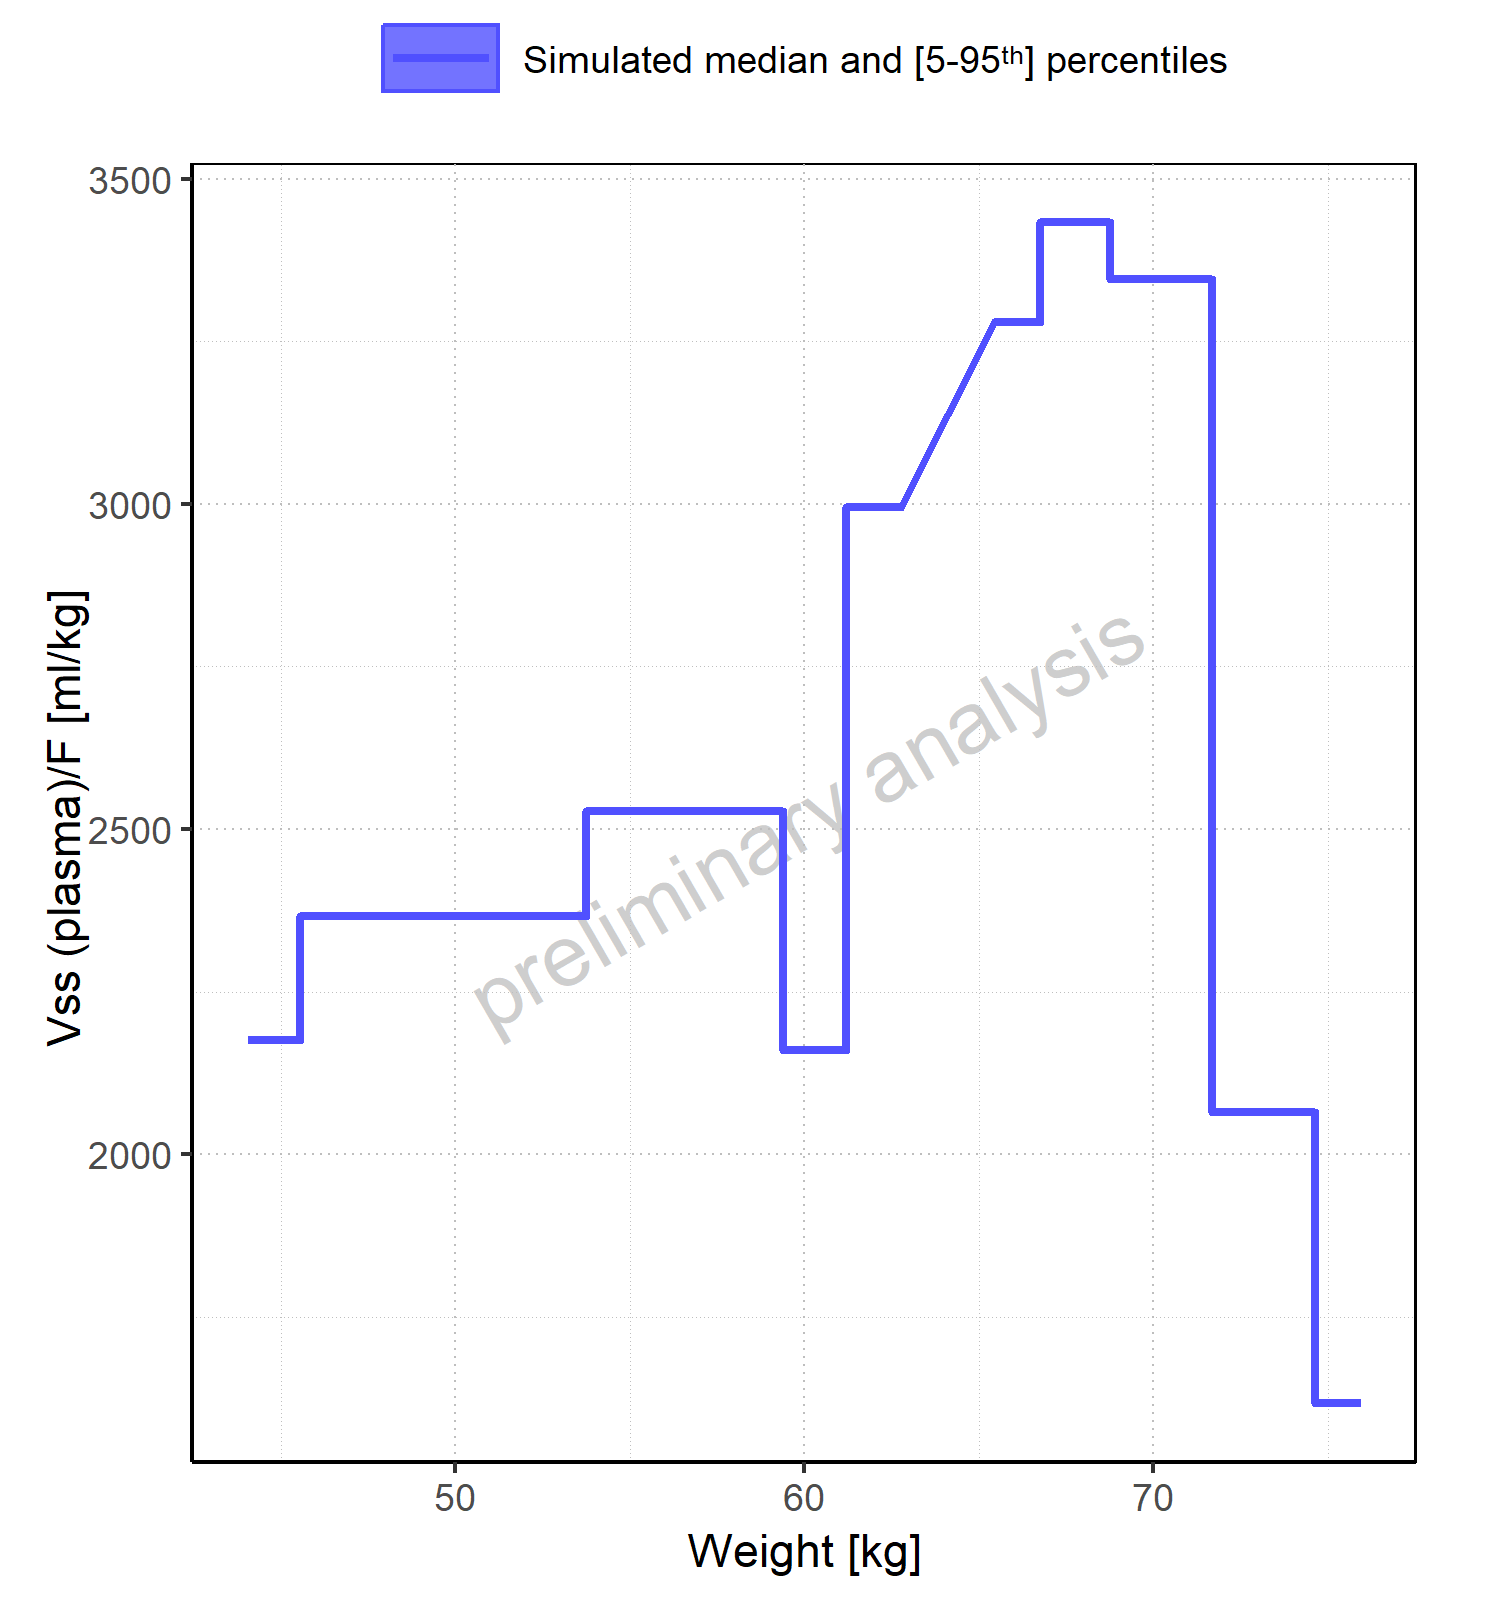 Simulated median and [5-95th] percentiles
3500
3000
2500
2000
Vss (plasma)/F [ml/kg]
preliminary analysis
50 60 70
Weight [kg]